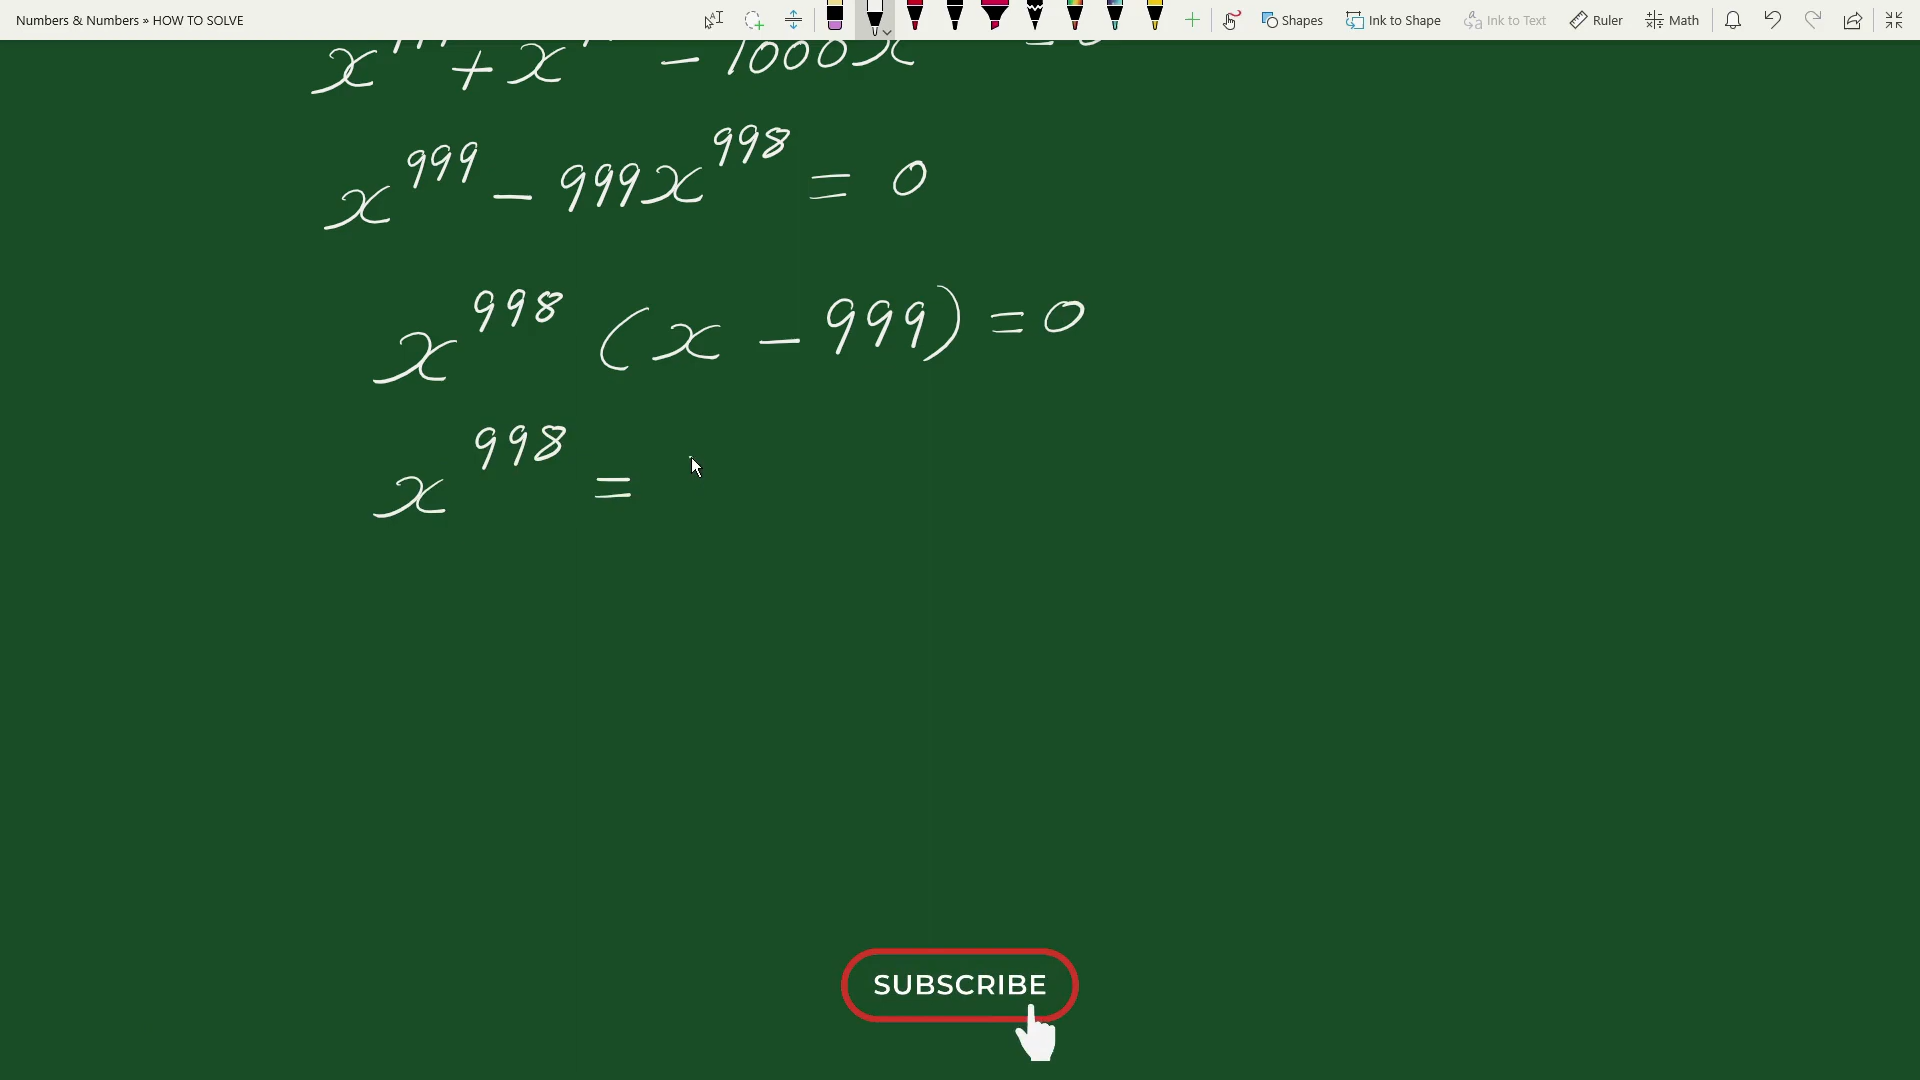 Numbers & Numbers » HOW TO SOLVE
Shapes
Ink to Shape
Ink to Text
Ruler
Math
x + x - 1000x
x^999 - 999x^998 = 0
x^998 (x - 999) = 0
x^998 =
SUBSCRIBE